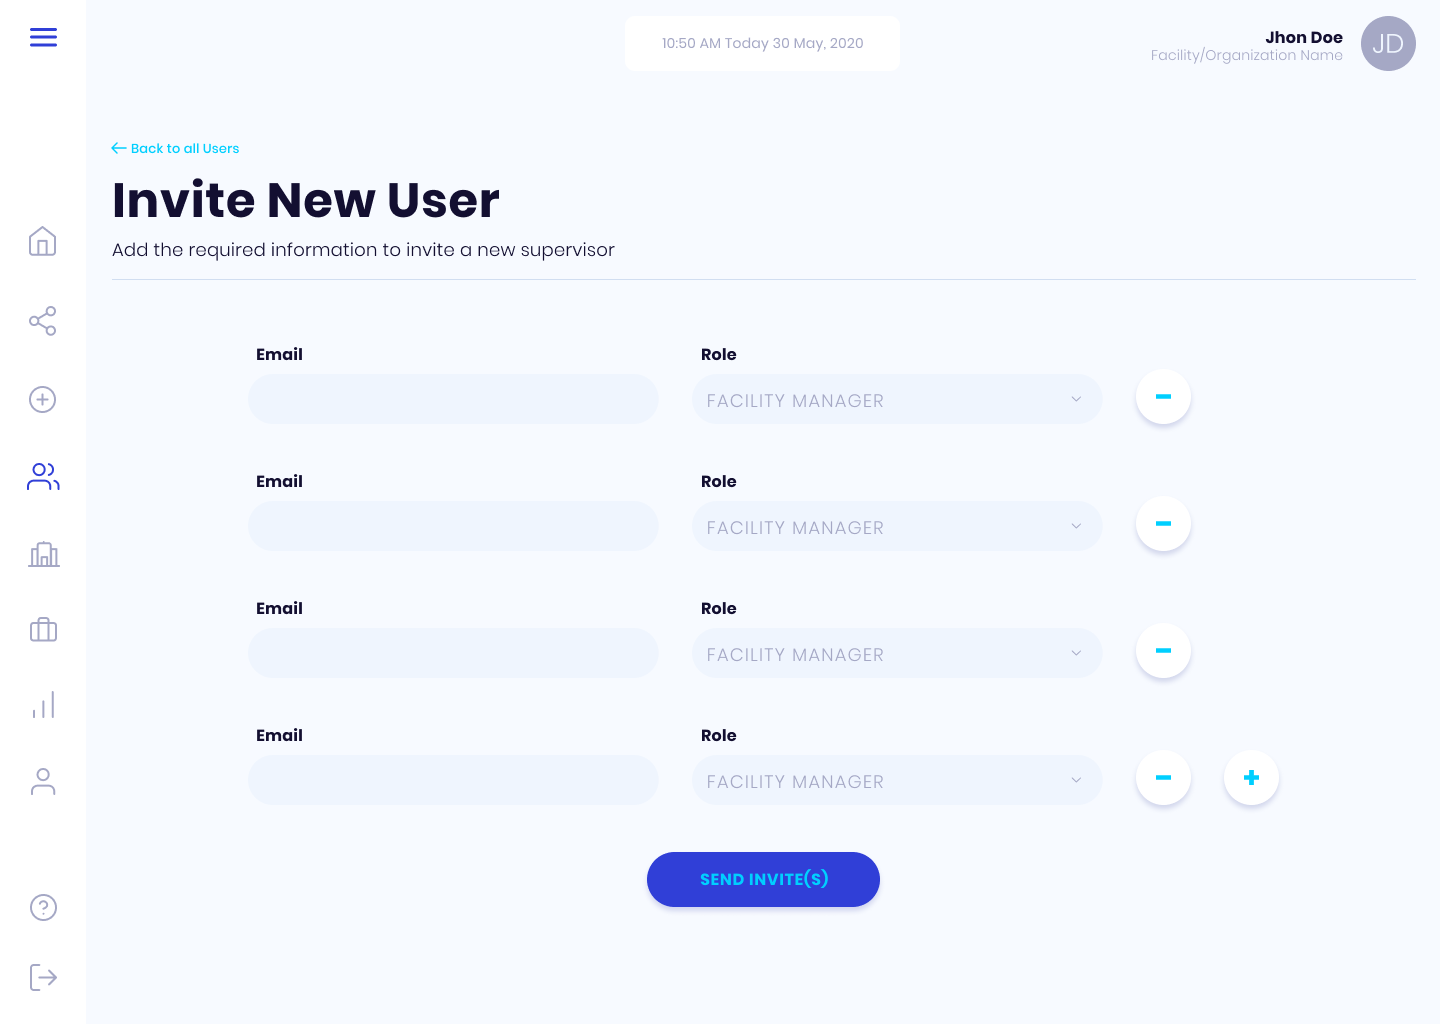 10:50 AM Today 30 May, 2020
Jhon Doe
Facility/Organization Name
JD
Back to all Users
Invite New User
Add the required information to invite a new supervisor
Email
Role
FACILITY MANAGER
Email
Role
FACILITY MANAGER
Email
Role
FACILITY MANAGER
Email
Role
FACILITY MANAGER
SEND INVITE(S)